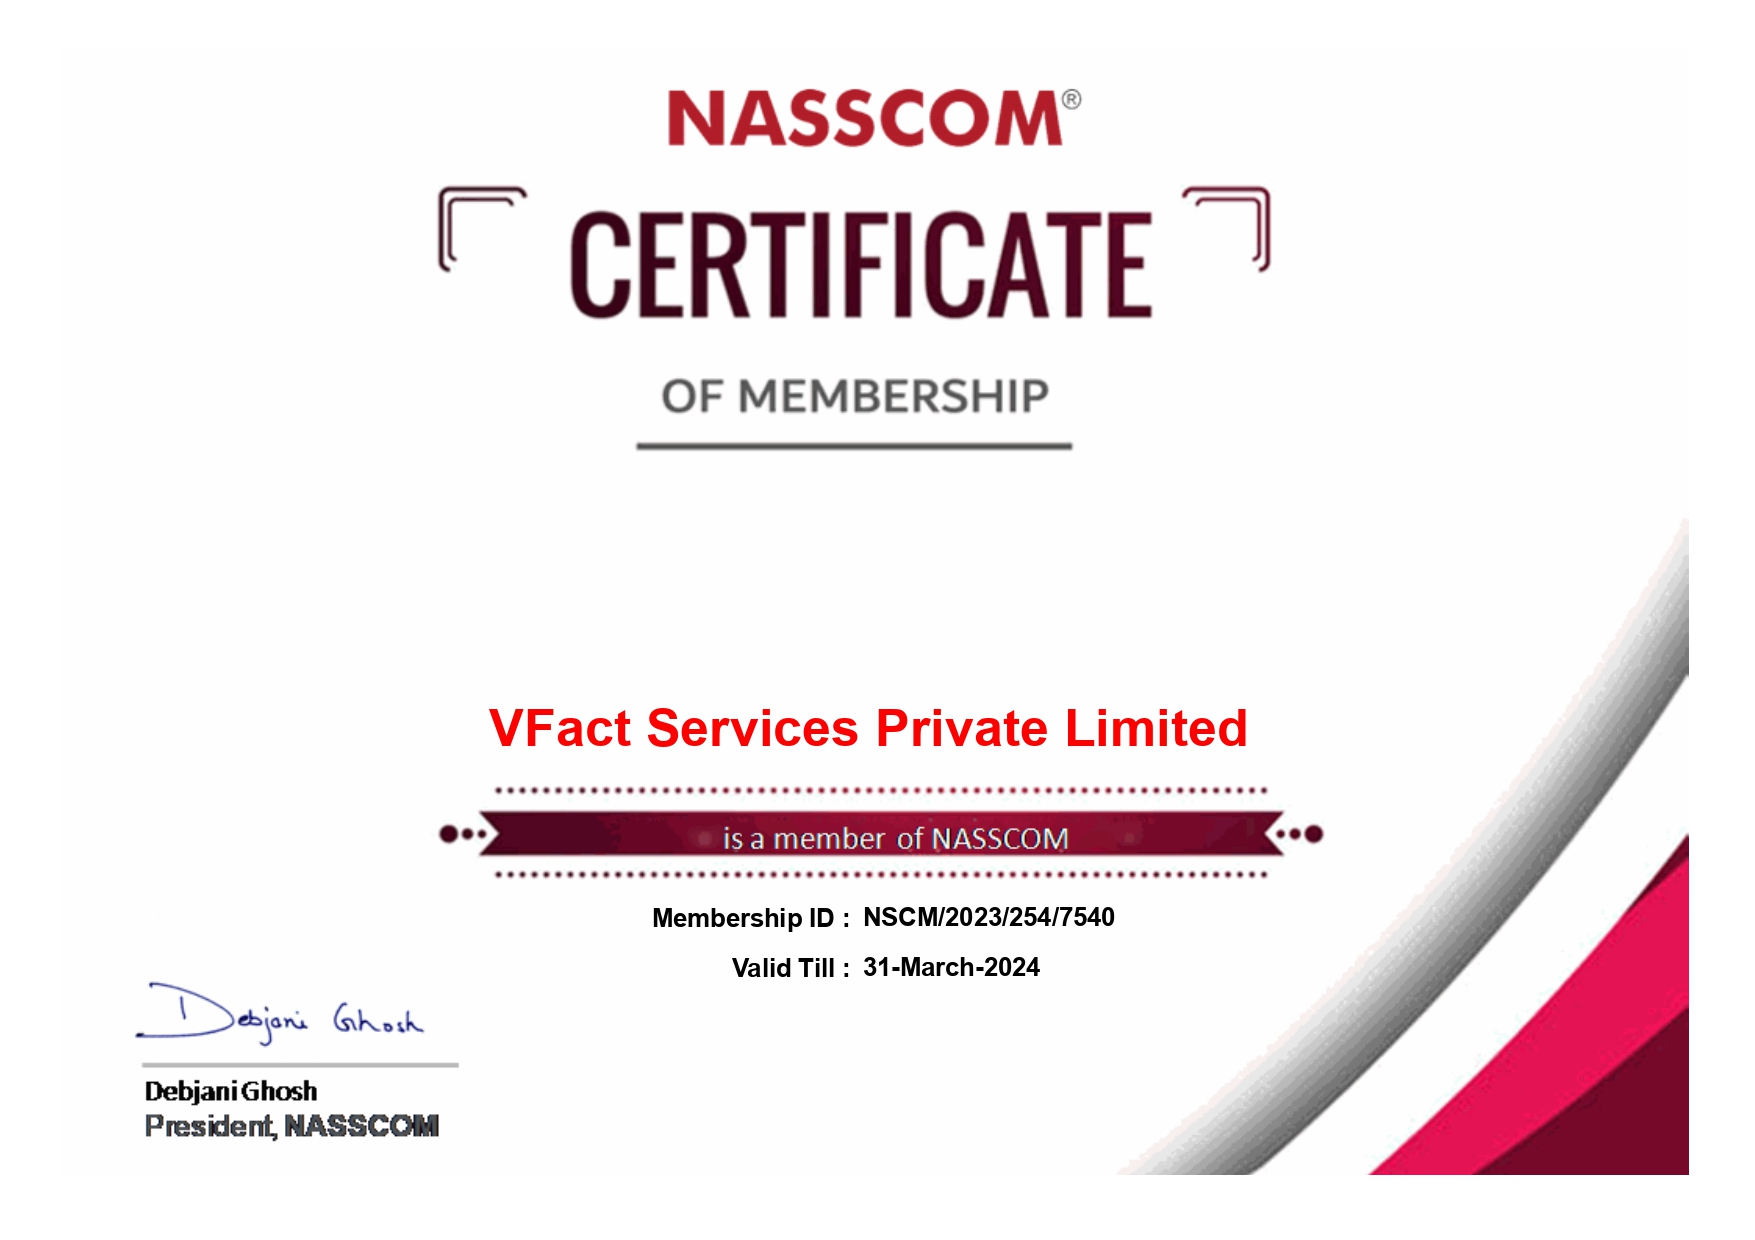 NASSCOM®
CERTIFICATE
OF MEMBERSHIP
VFact Services Private Limited
is a member of NASSCOM
Membership ID : NSCM/2023/254/7540
Valid Till : 31-March-2024
Debjani Ghosh
Debjani Ghosh
President, NASSCOM